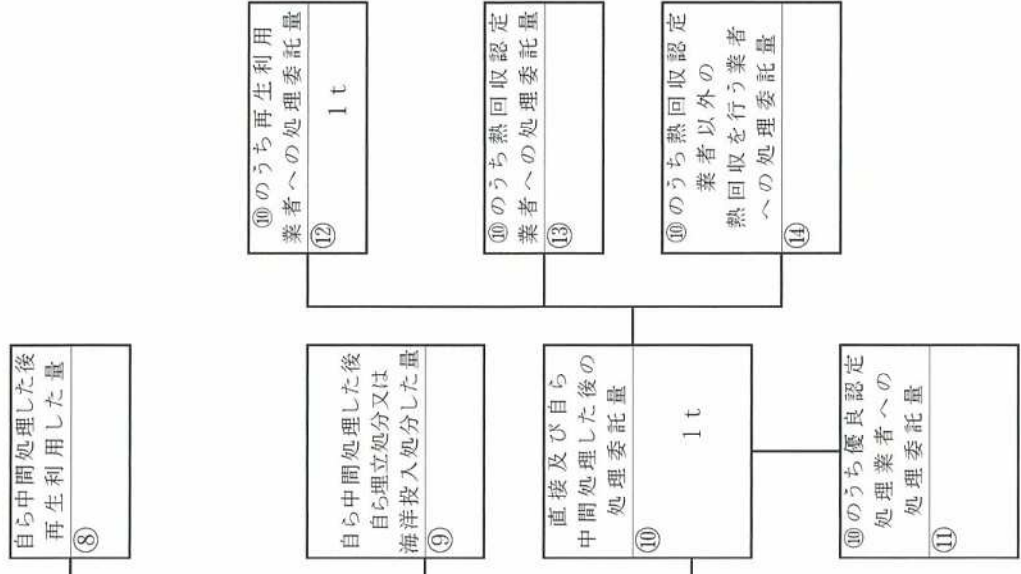 自ら中間処理した後
再生利用した量
⑧
自ら中間処理した後
自ら埋立処分又は
海洋投入処分した量
⑨
直接及び自ら
中間処理した後の
処理委託量
⑩
1t
⑩のうち優良認定
処理業者への
処理委託量
⑪
⑩のうち再生利用
業者への処理委託量
⑫
1t
⑩のうち熱回収認定
業者への処理委託量
⑬
⑩のうち熱回収認定
業者以外の
熱回収を行う業者
への処理委託量
⑭